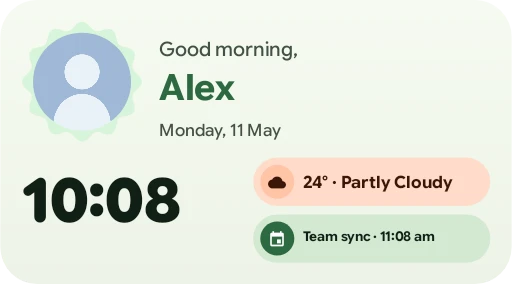 Good morning,
Alex
Monday, 11 May
10:08
24° · Partly Cloudy
Team sync · 11:08 am